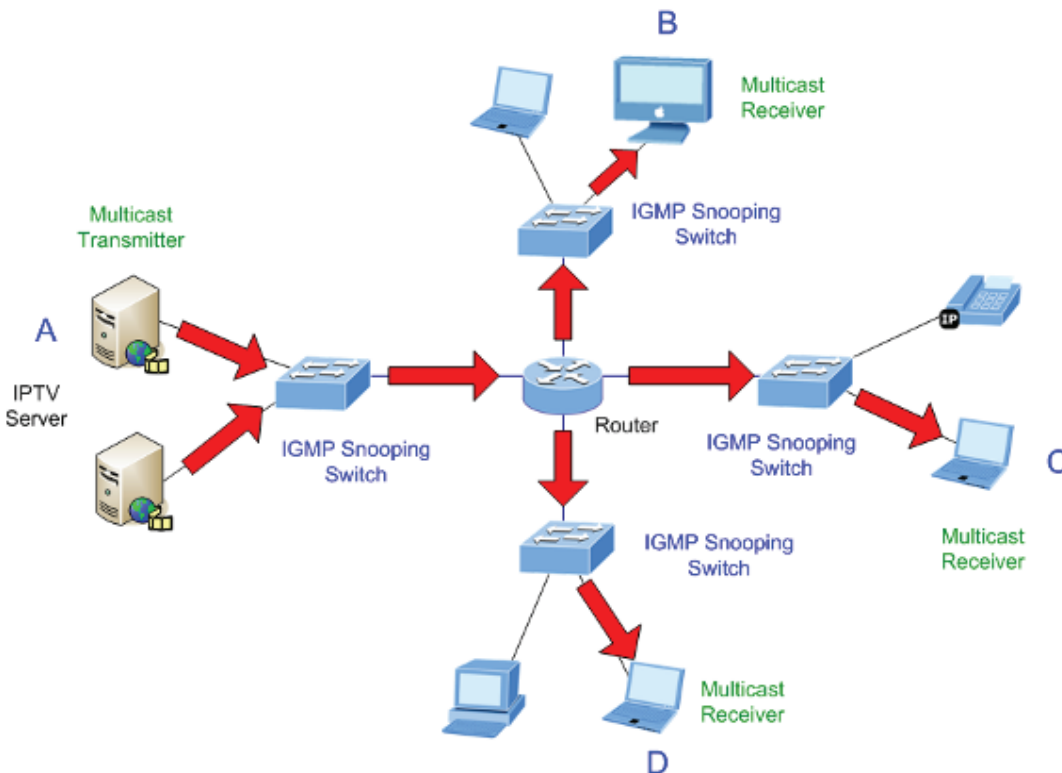 B
Multicast
Receiver
IGMP Snooping
Switch
Multicast
Transmitter
A
IPTV
Server
IGMP Snooping
Switch
Router
IP
IGMP Snooping
Switch
C
Multicast
Receiver
IGMP Snooping
Switch
Multicast
Receiver
D